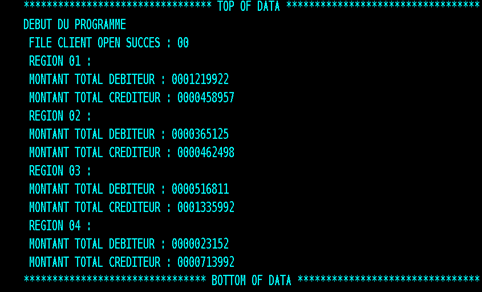 ********************************* TOP OF DATA **********************************
DEBUT DU PROGRAMME
FILE CLIENT OPEN SUCCES : 00
REGION 01 :
MONTANT TOTAL DEBITEUR : 0001219922
MONTANT TOTAL CREDITEUR : 0000458957
REGION 02 :
MONTANT TOTAL DEBITEUR : 0000365125
MONTANT TOTAL CREDITEUR : 0000462498
REGION 03 :
MONTANT TOTAL DEBITEUR : 0000516811
MONTANT TOTAL CREDITEUR : 0001335992
REGION 04 :
MONTANT TOTAL DEBITEUR : 0000023152
MONTANT TOTAL CREDITEUR : 0000713992
******************************** BOTTOM OF DATA ********************************